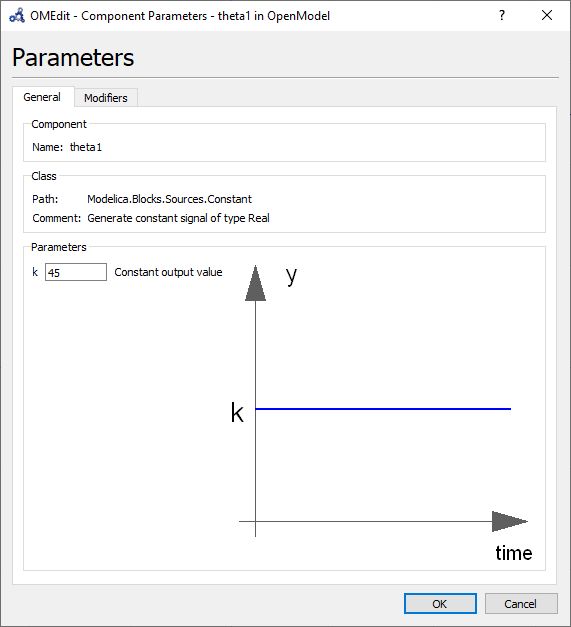 OMEdit - Component Parameters - theta1 in OpenModel
Parameters
General Modifiers
Component
Name: theta1
Class
Path: Modelica.Blocks.Sources.Constant
Comment: Generate constant signal of type Real
Parameters
k 45 Constant output value
y
k
time
OK Cancel